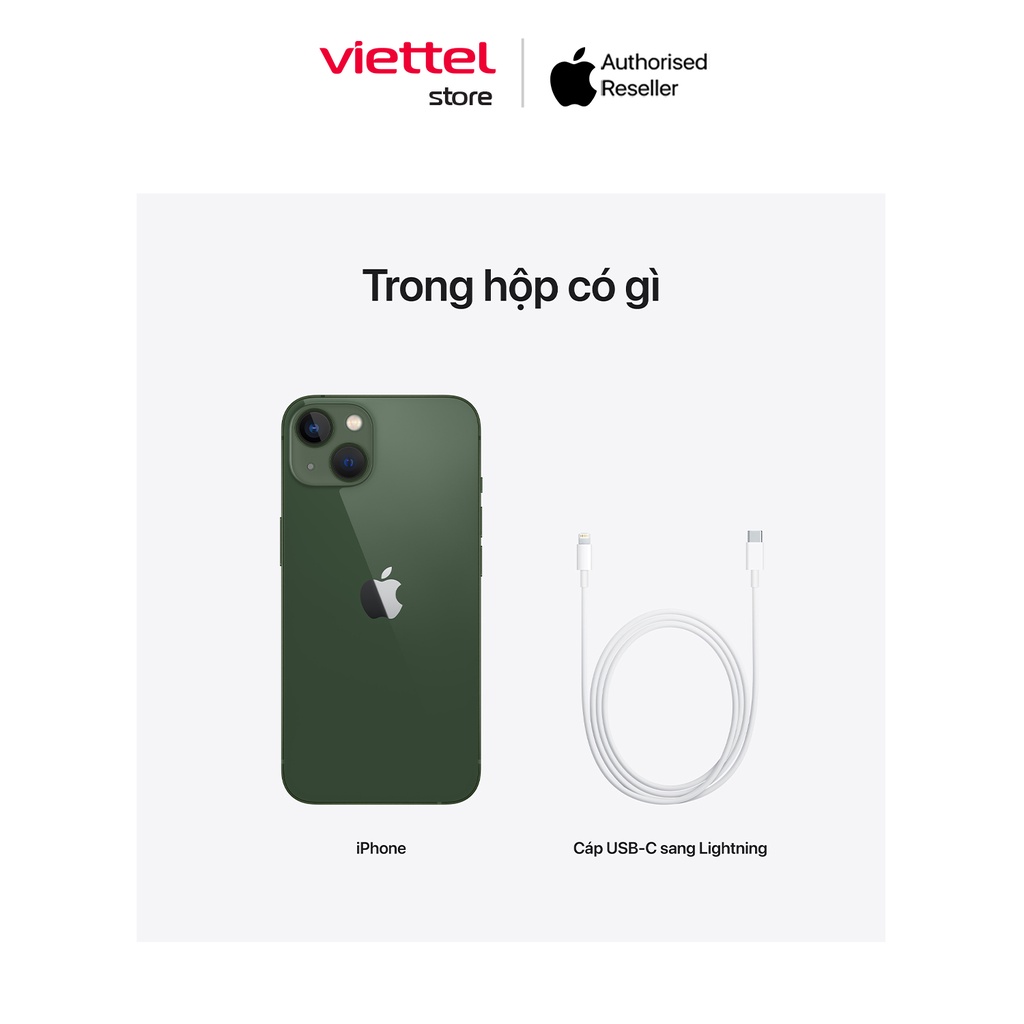 viettel
store
Authorised
Reseller
Trong hộp có gì
iPhone
Cáp USB-C sang Lightning